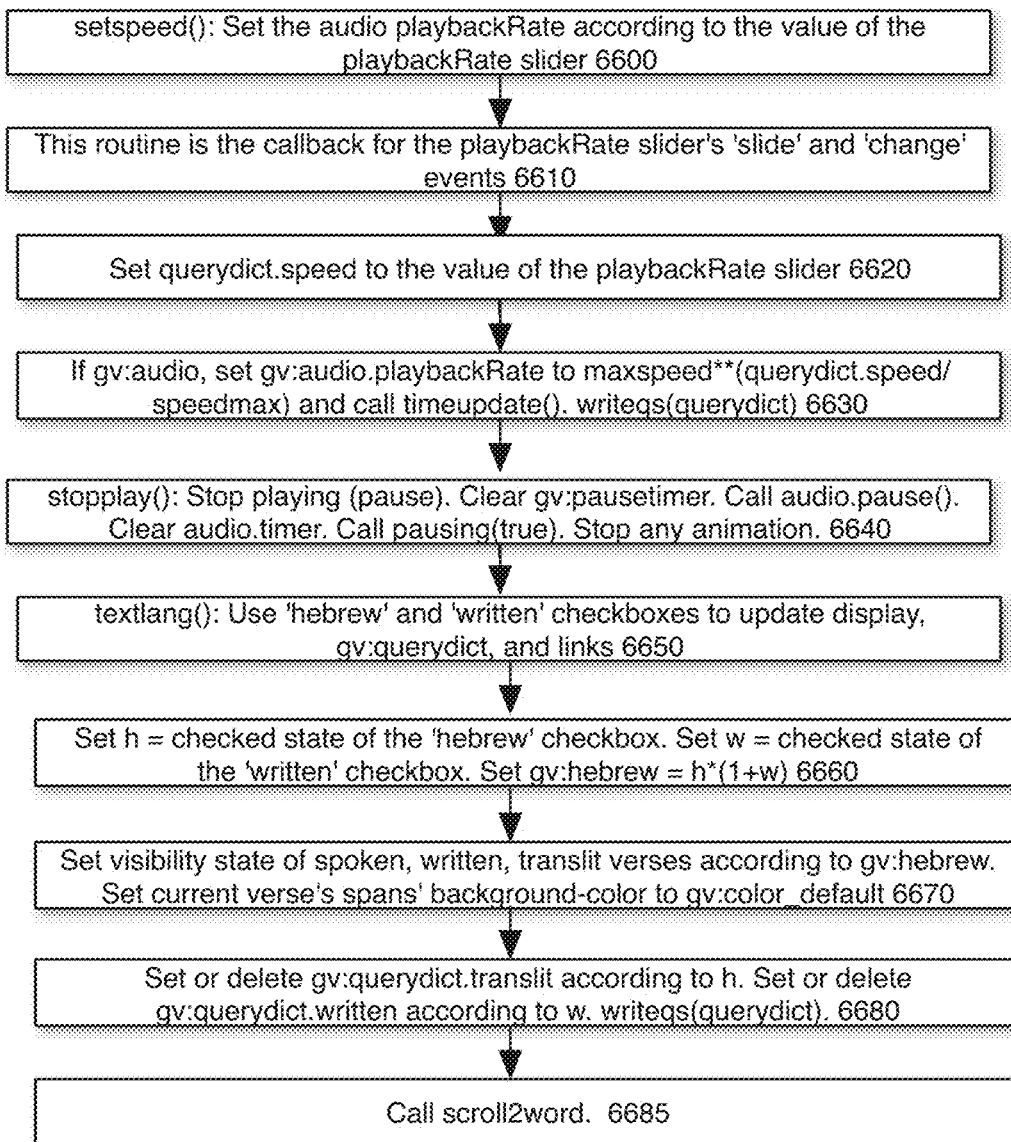 setspeed(): Set the audio playbackRate according to the value of the
playbackRate slider 6600
This routine is the callback for the playbackRate slider's 'slide' and 'change'
events 6610
Set querydict.speed to the value of the playbackRate slider 6620
If gv:audio, set gv:audio.playbackRate to maxspeed**(querydict.speed/
speedmax) and call timeupdate(). writeqs(querydict) 6630
stopplay(): Stop playing (pause). Clear gv:pausetimer. Call audio.pause().
Clear audio.timer. Call pausing(true). Stop any animation. 6640
textlang(): Use 'hebrew' and 'written' checkboxes to update display,
gv:querydict, and links 6650
Set h = checked state of the 'hebrew' checkbox. Set w = checked state of
the 'written' checkbox. Set gv:hebrew = h*(1+w) 6660
Set visibility state of spoken, written, translit verses according to gv:hebrew.
Set current verse's spans' background-color to gv:color_default 6670
Set or delete gv:querydict.translit according to h. Set or delete
gv:querydict.written according to w. writeqs(querydict). 6680
Call scroll2word. 6685